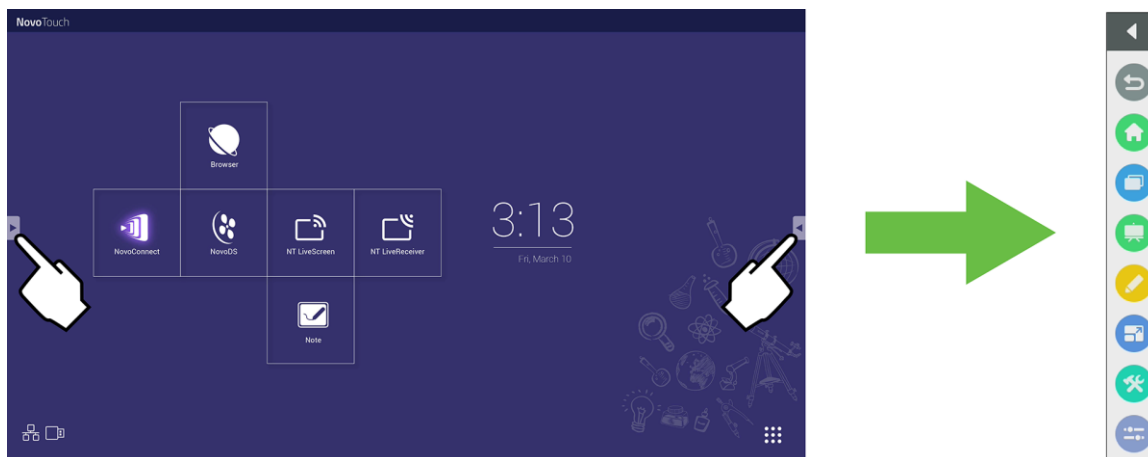 NovoTouch
Browser
NovoConnect
NovoDS
NT LiveScreen
NT LiveReceiver
3:13
Fri, March 10
Note